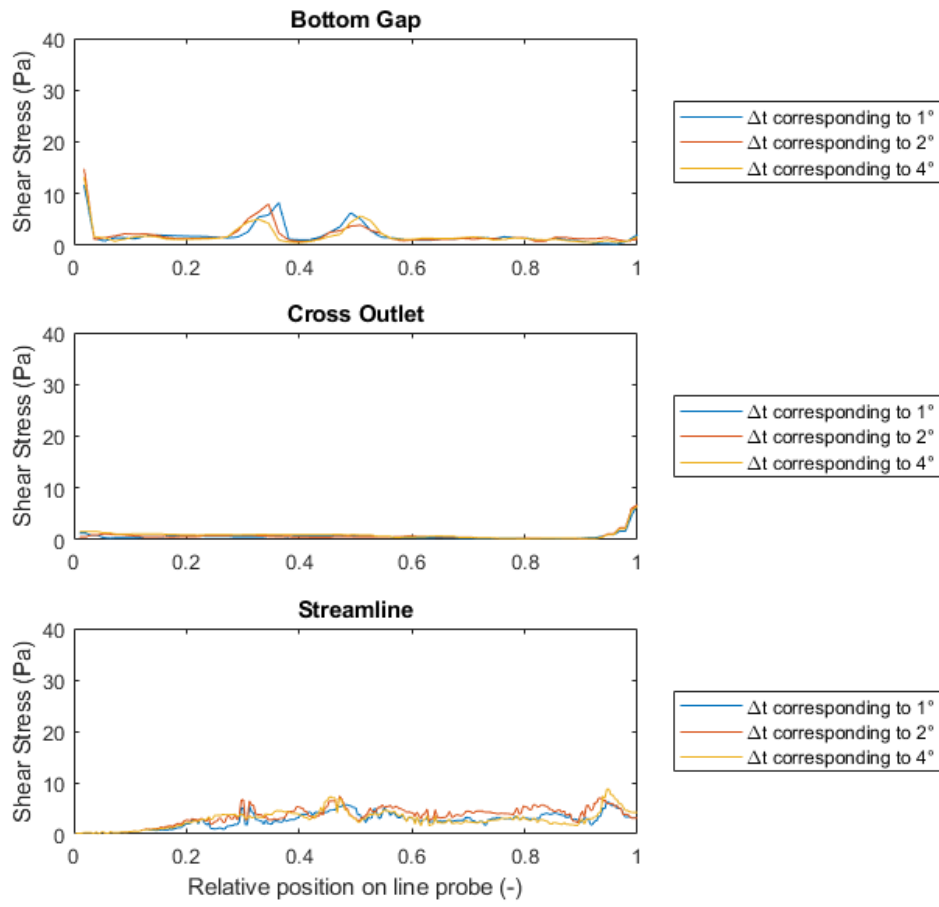 Bottom Gap
40
30
20
10
0
Shear Stress (Pa)
0 0.2 0.4 0.6 0.8 1
Δt corresponding to 1°
Δt corresponding to 2°
Δt corresponding to 4°
Cross Outlet
40
30
20
10
0
Shear Stress (Pa)
0 0.2 0.4 0.6 0.8 1
Δt corresponding to 1°
Δt corresponding to 2°
Δt corresponding to 4°
Streamline
40
30
20
10
0
Shear Stress (Pa)
0 0.2 0.4 0.6 0.8 1
Relative position on line probe (-)
Δt corresponding to 1°
Δt corresponding to 2°
Δt corresponding to 4°